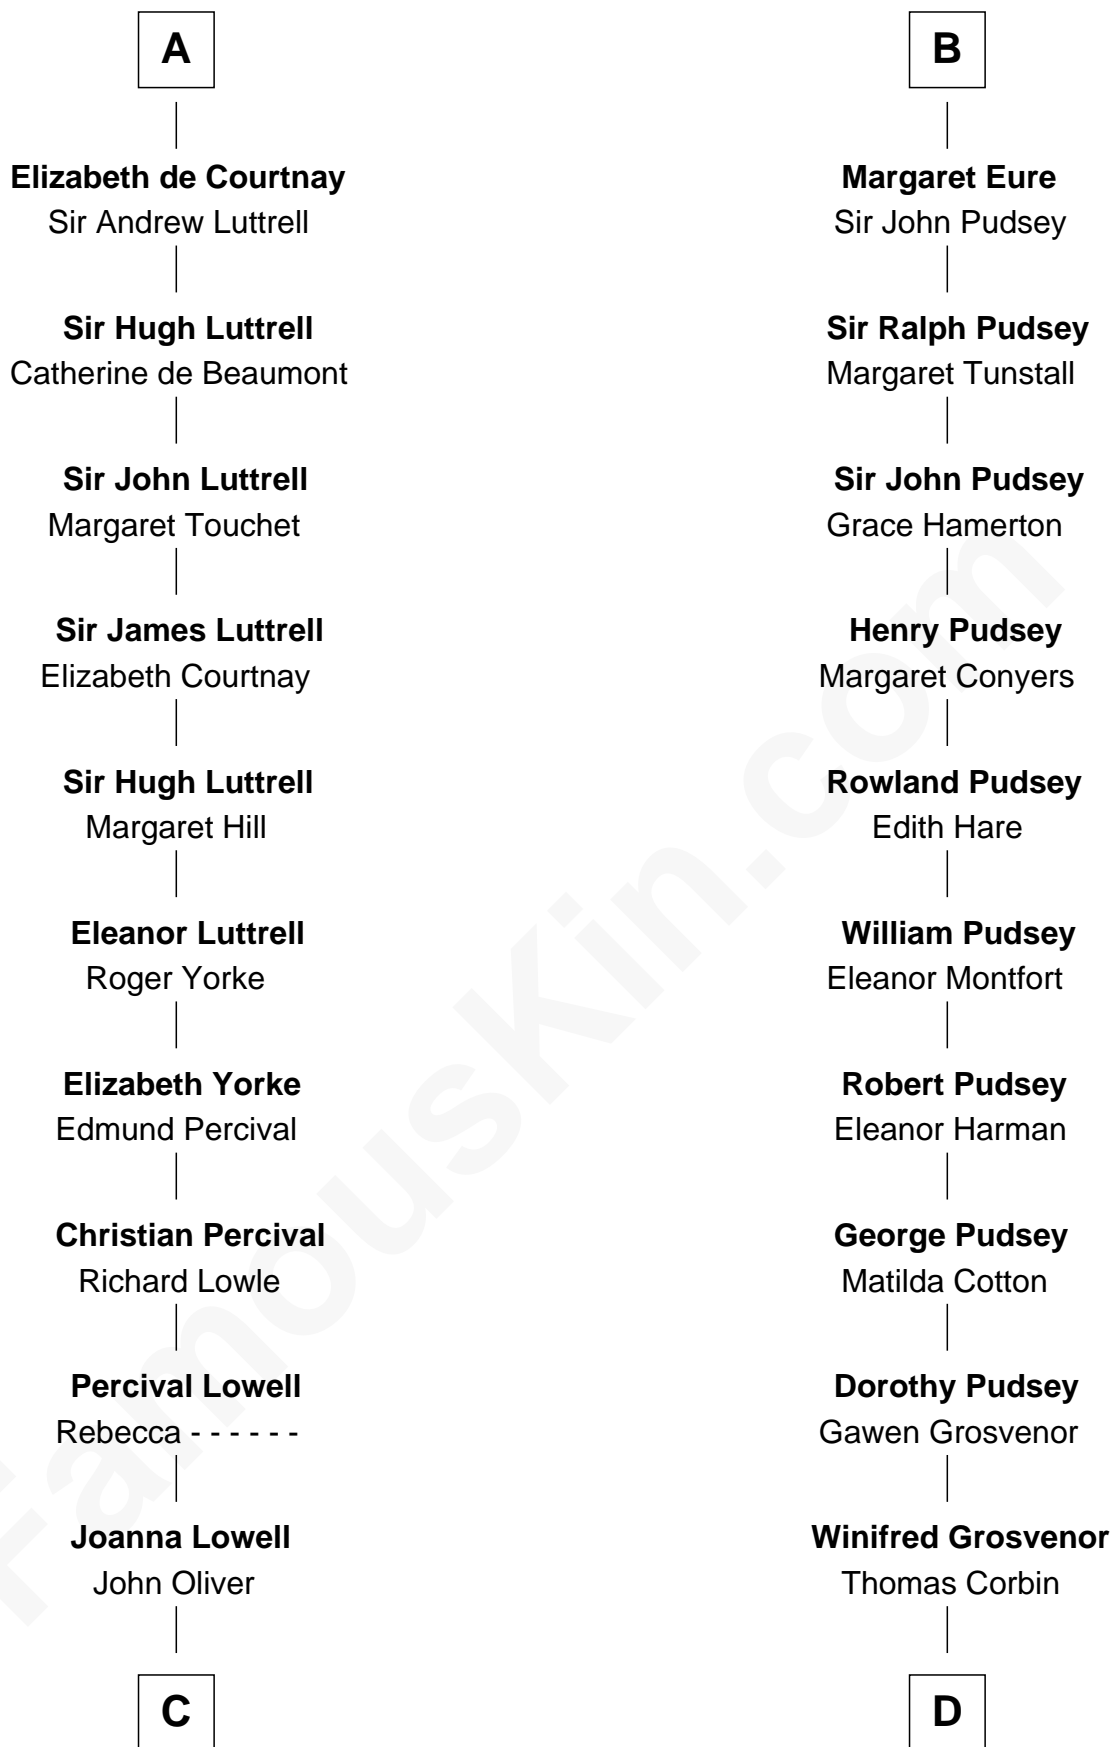 A
Elizabeth de Courtnay
Sir Andrew Luttrell
Sir Hugh Luttrell
Catherine de Beaumont
Sir John Luttrell
Margaret Touchet
Sir James Luttrell
Elizabeth Courtnay
Sir Hugh Luttrell
Margaret Hill
Eleanor Luttrell
Roger Yorke
Elizabeth Yorke
Edmund Percival
Christian Percival
Richard Lowle
Percival Lowell
Rebecca - - - - - -
Joanna Lowell
John Oliver
C
B
Margaret Eure
Sir John Pudsey
Sir Ralph Pudsey
Margaret Tunstall
Sir John Pudsey
Grace Hamerton
Henry Pudsey
Margaret Conyers
Rowland Pudsey
Edith Hare
William Pudsey
Eleanor Montfort
Robert Pudsey
Eleanor Harman
George Pudsey
Matilda Cotton
Dorothy Pudsey
Gawen Grosvenor
Winifred Grosvenor
Thomas Corbin
D
FamousKin.com